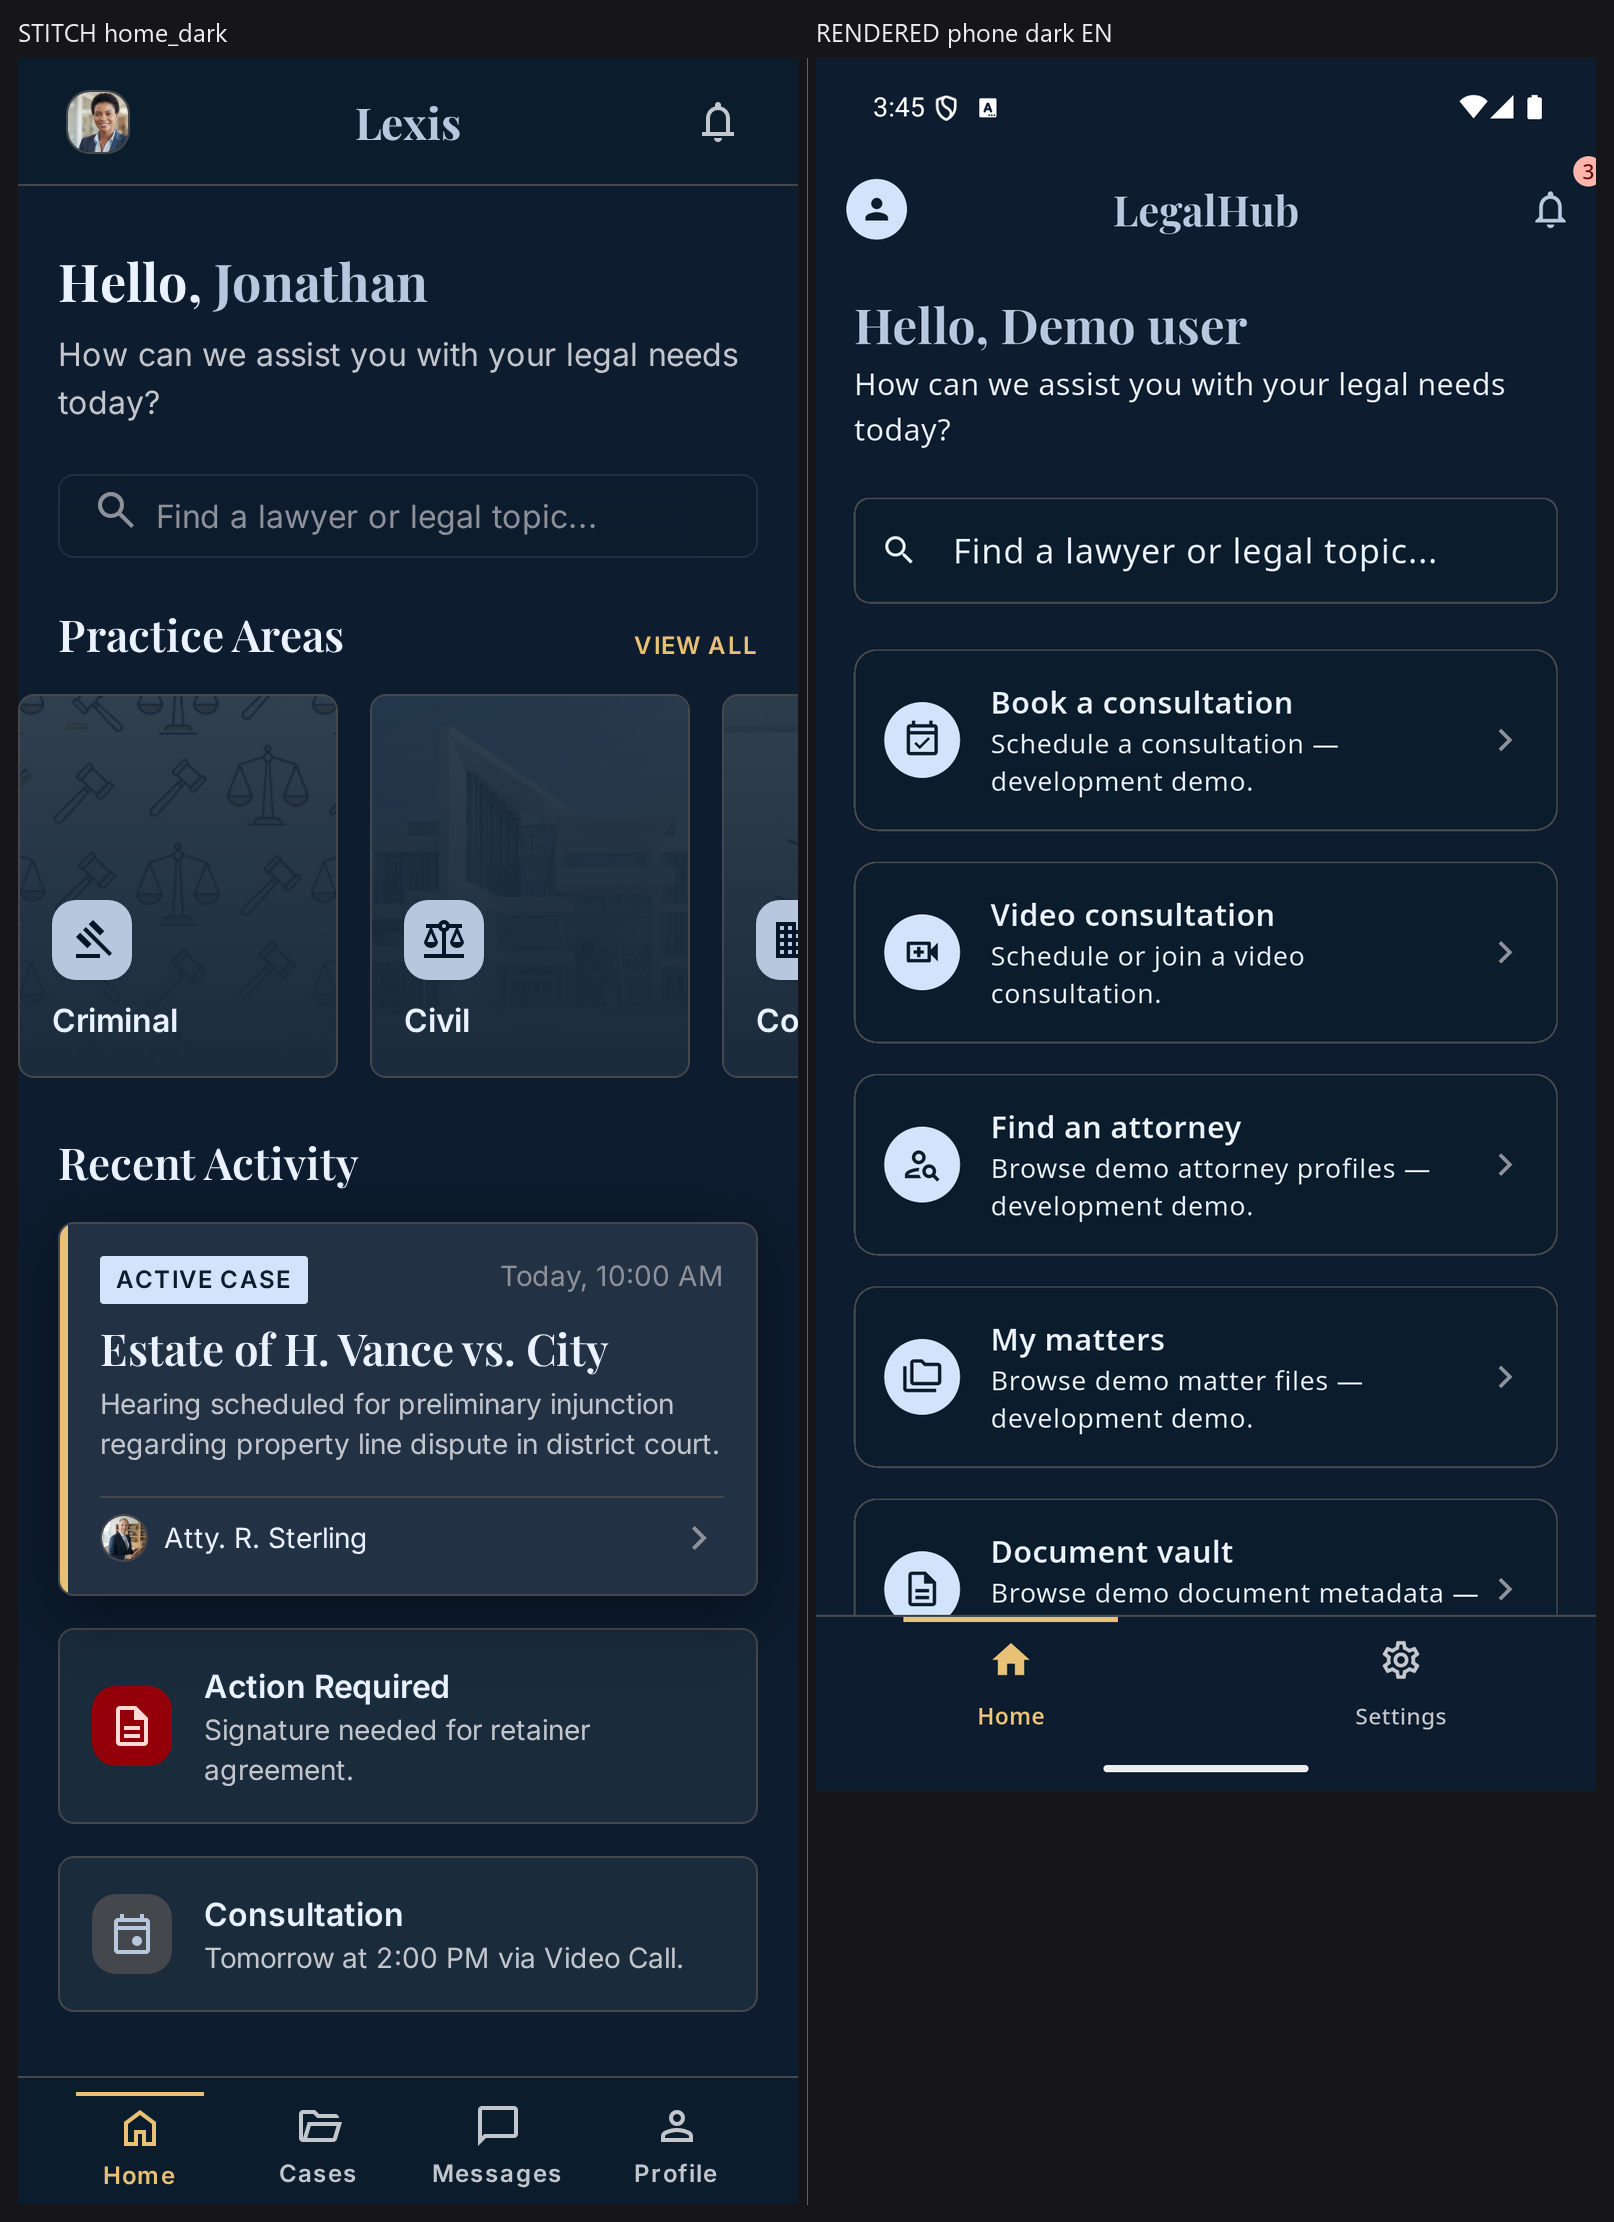 STITCH home_dark
Lexis
Hello, Jonathan
How can we assist you with your legal needs
today?
Find a lawyer or legal topic...
Practice Areas
VIEW ALL
Criminal
Civil
Co
Recent Activity
ACTIVE CASE
Today, 10:00 AM
Estate of H. Vance vs. City
Hearing scheduled for preliminary injunction
regarding property line dispute in district court.
Atty. R. Sterling
Action Required
Signature needed for retainer
agreement.
Consultation
Tomorrow at 2:00 PM via Video Call.
Home
Cases
Messages
Profile
RENDERED phone dark EN
3:45
A
3
LegalHub
Hello, Demo user
How can we assist you with your legal needs
today?
Find a lawyer or legal topic...
Book a consultation
Schedule a consultation —
development demo.
Video consultation
Schedule or join a video
consultation.
Find an attorney
Browse demo attorney profiles —
development demo.
My matters
Browse demo matter files —
development demo.
Document vault
Browse demo document metadata —
Home
Settings